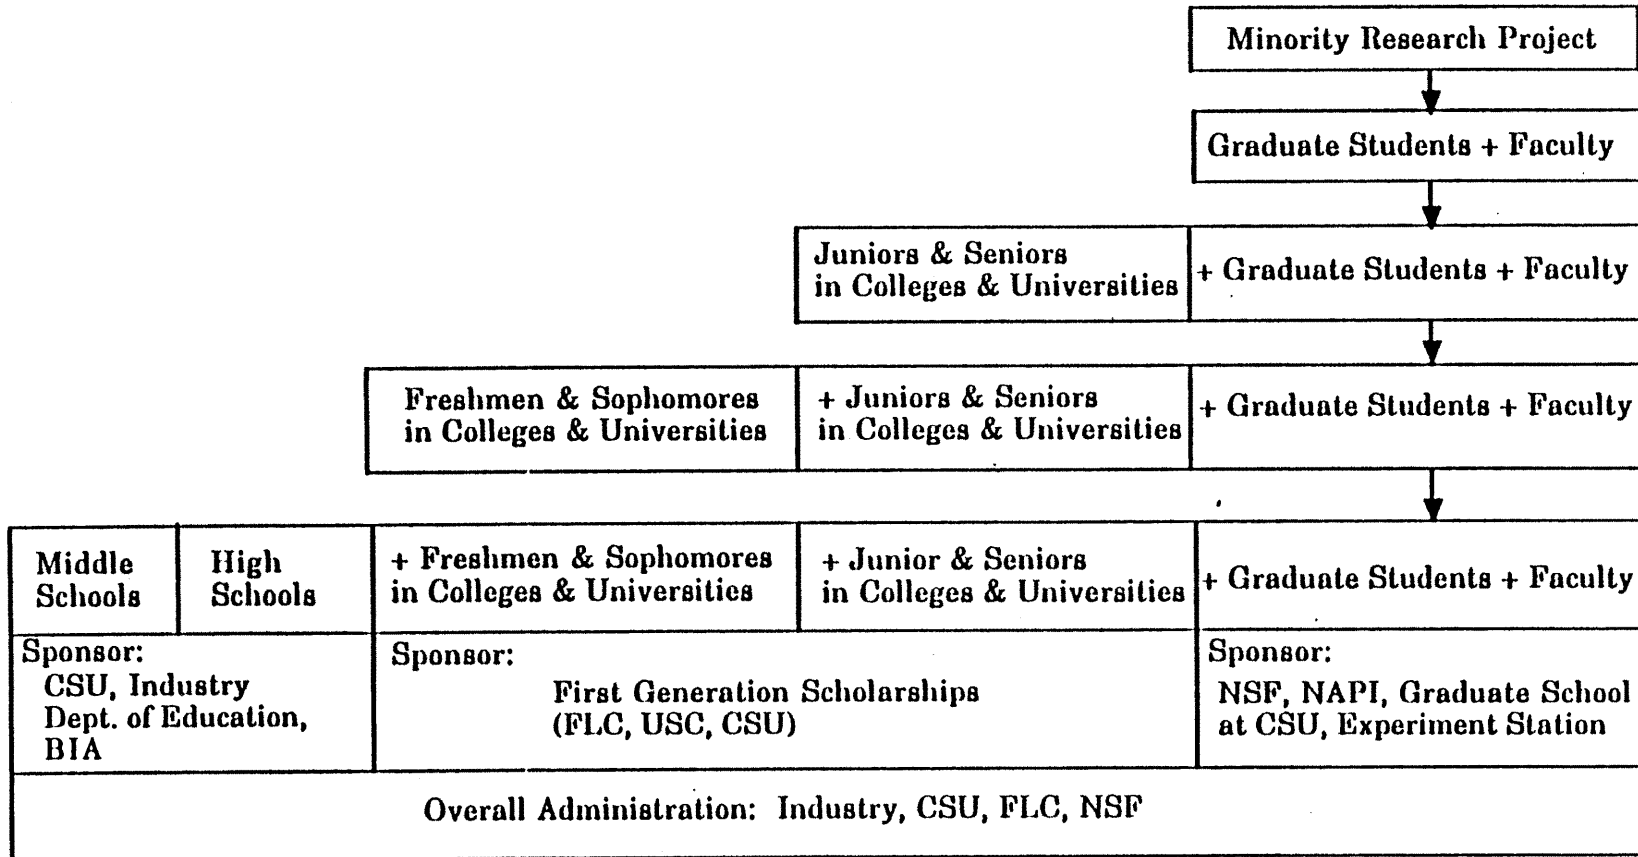 Minority Research Project
Graduate Students + Faculty
Juniors & Seniors
in Colleges & Universities
+ Graduate Students + Faculty
Freshmen & Sophomores
in Colleges & Universities
+ Juniors & Seniors
in Colleges & Universities
+ Graduate Students + Faculty
Middle
Schools
High
Schools
+ Freshmen & Sophomores
in Colleges & Universities
+ Junior & Seniors
in Colleges & Universities
+ Graduate Students + Faculty
Sponsor:
CSU, Industry
Dept. of Education,
BIA
Sponsor:
First Generation Scholarships
(FLC, USC, CSU)
Sponsor:
NSF, NAPI, Graduate School
at CSU, Experiment Station
Overall Administration: Industry, CSU, FLC, NSF